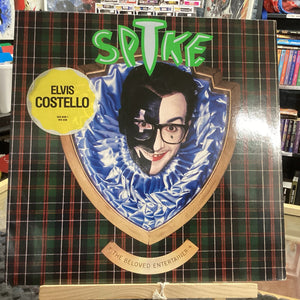 SPIKE
ELVIS
COSTELLO
THE BELOVED ENTERTAINER